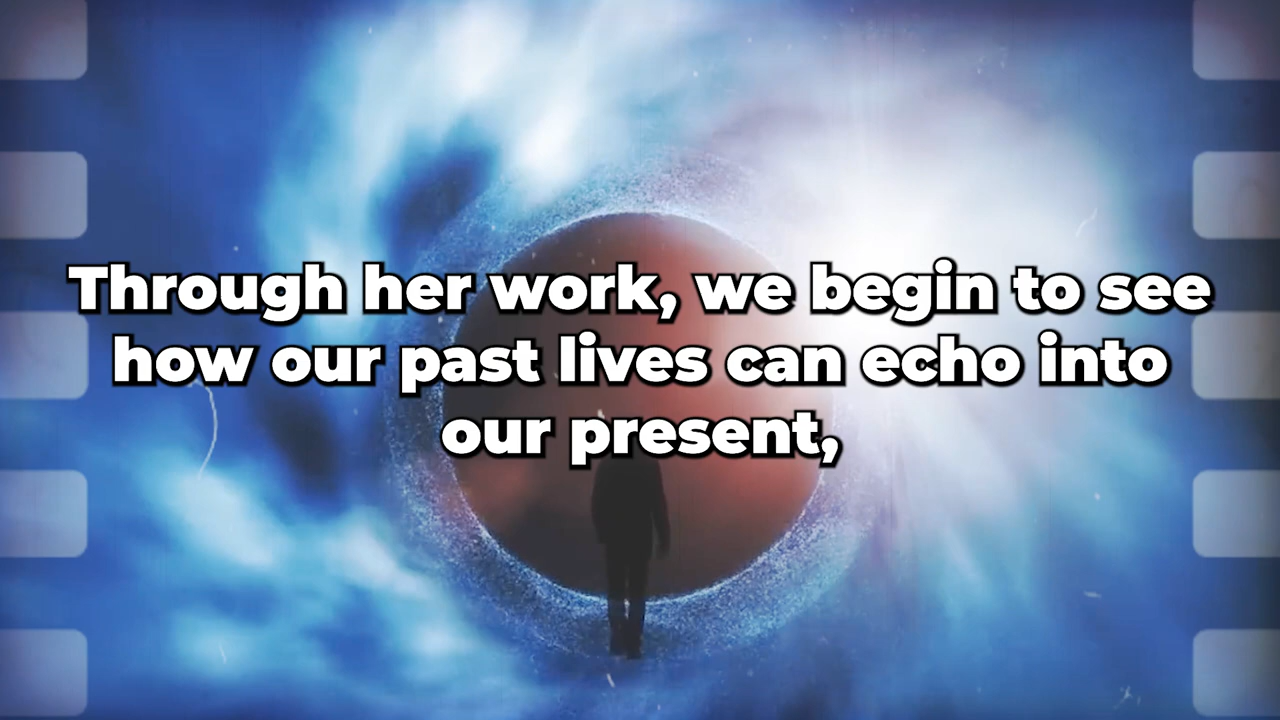 Through her work, we begin to see
how our past lives can echo into
our present,